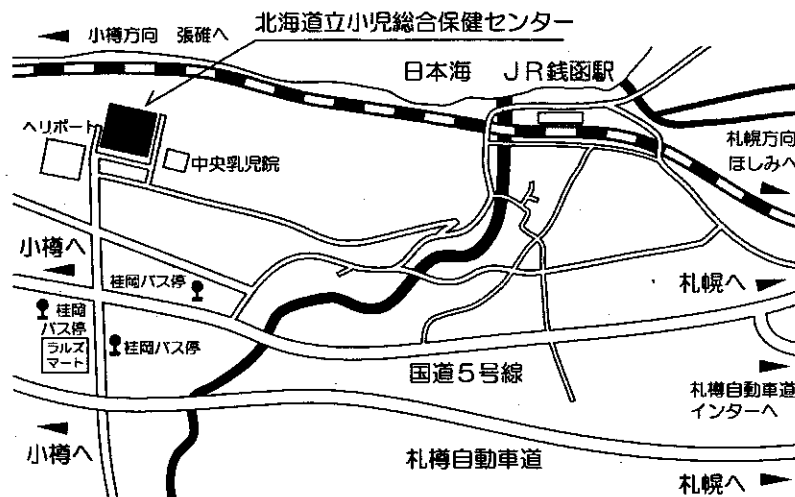 北海道立小児総合保健センター
小樽方向 張碓へ
日本海
JR銭函駅
ヘリポート
中央乳児院
札幌方向
ほしみへ
小樽へ
桂岡バス停
札幌へ
桂岡
バス停
桂岡バス停
ラルズ
マート
国道5号線
札樽自動車道
インターへ
小樽へ
札樽自動車道
札幌へ